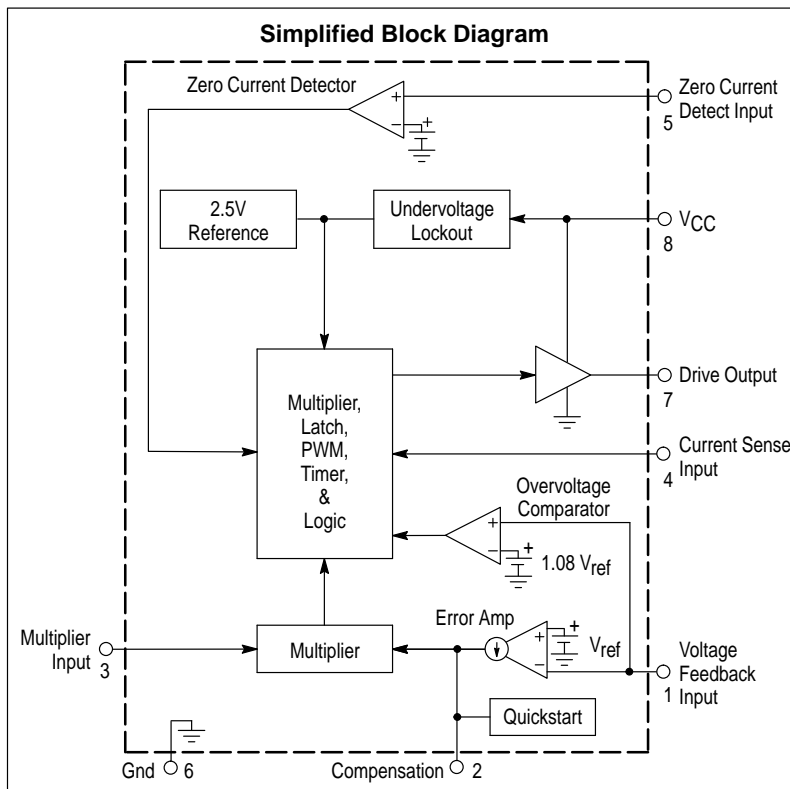 Simplified Block Diagram
Zero Current Detector
+
−
+
Zero Current
Detect Input
5
2.5V
Reference
Undervoltage
Lockout
VCC
8
Multiplier,
Latch,
PWM,
Timer,
&
Logic
Drive Output
7
Current Sense
Input
4
Overvoltage
Comparator
+
−
+
1.08 Vref
Error Amp
+
−
+
Vref
Multiplier
Input
3
Multiplier
Voltage
Feedback
Input
1
Quickstart
Gnd 6
Compensation 2